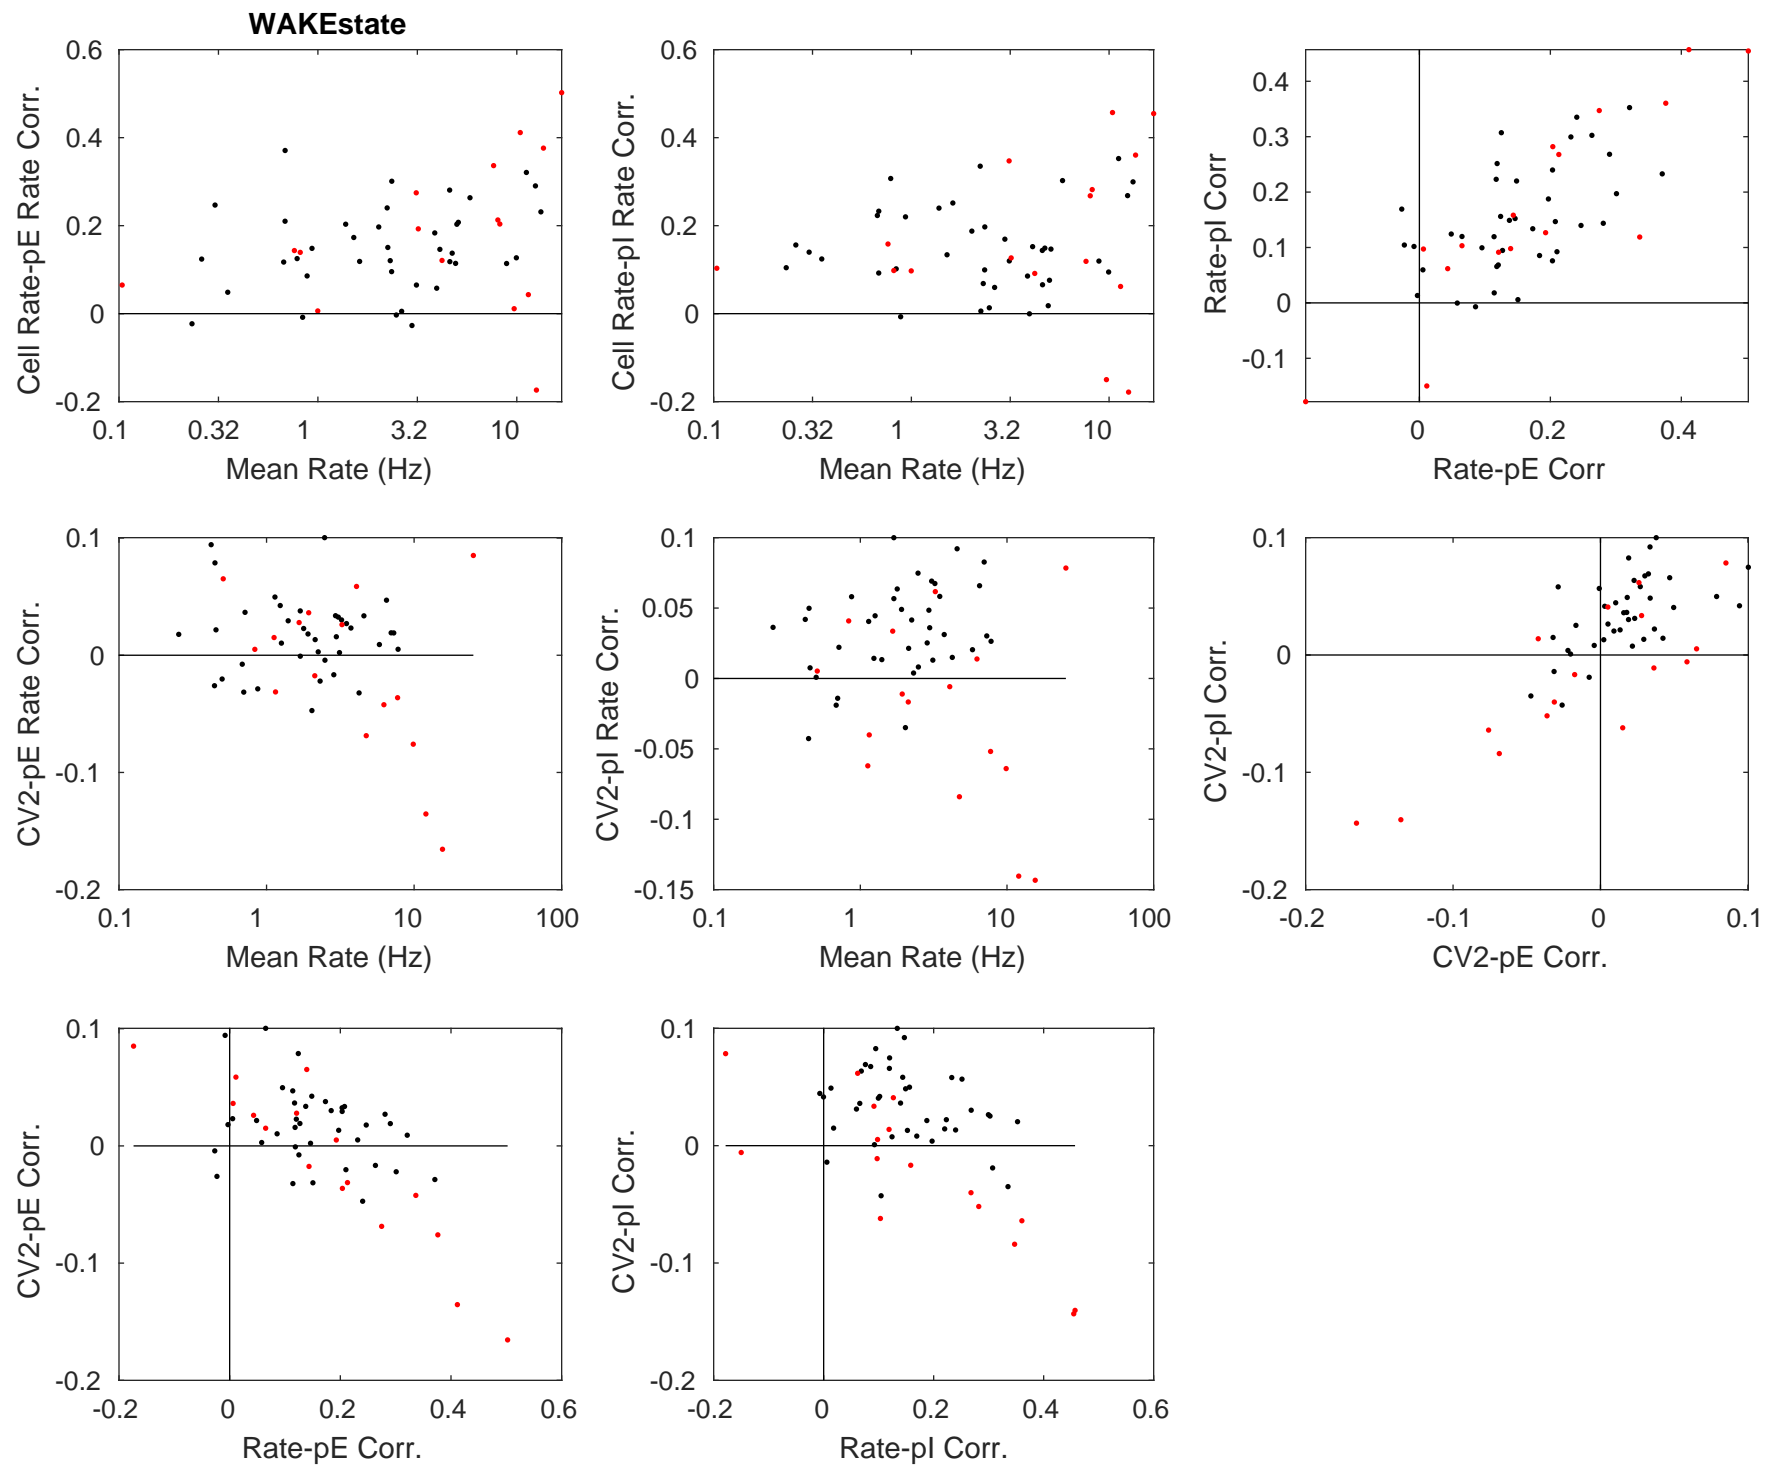 WAKEstate
0.6
0.4
0.2
0
-0.2
Cell Rate-pE Rate Corr.
0.1 0.32 1 3.2 10
Mean Rate (Hz)
0.6
0.4
0.2
0
-0.2
Cell Rate-pI Rate Corr.
0.1 0.32 1 3.2 10
Mean Rate (Hz)
0.4
0.3
0.2
0.1
0
-0.1
Rate-pI Corr
0 0.2 0.4
Rate-pE Corr
0.1
0
-0.1
-0.2
CV2-pE Rate Corr.
0.1 1 10 100
Mean Rate (Hz)
0.1
0.05
0
-0.05
-0.1
-0.15
CV2-pI Rate Corr.
0.1 1 10 100
Mean Rate (Hz)
0.1
0
-0.1
-0.2
CV2-pI Corr.
-0.2 -0.1 0 0.1
CV2-pE Corr.
0.1
0
-0.1
-0.2
CV2-pE Corr.
-0.2 0 0.2 0.4 0.6
Rate-pE Corr.
0.1
0
-0.1
-0.2
CV2-pI Corr.
-0.2 0 0.2 0.4 0.6
Rate-pI Corr.